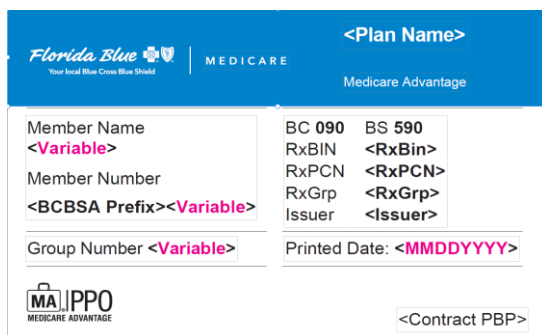 <Plan Name>
Florida Blue
MEDICARE
Your local Blue Cross Blue Shield
Medicare Advantage
Member Name
<Variable>
Member Number
<BCBSA Prefix><Variable>
Group Number <Variable>
BC 090 BS 590
RxBIN <RxBin>
RxPCN <RxPCN>
RxGrp <RxGrp>
Issuer <Issuer>
Printed Date: <MMDDYYYY>
MA PPO
MEDICARE ADVANTAGE
<Contract PBP>